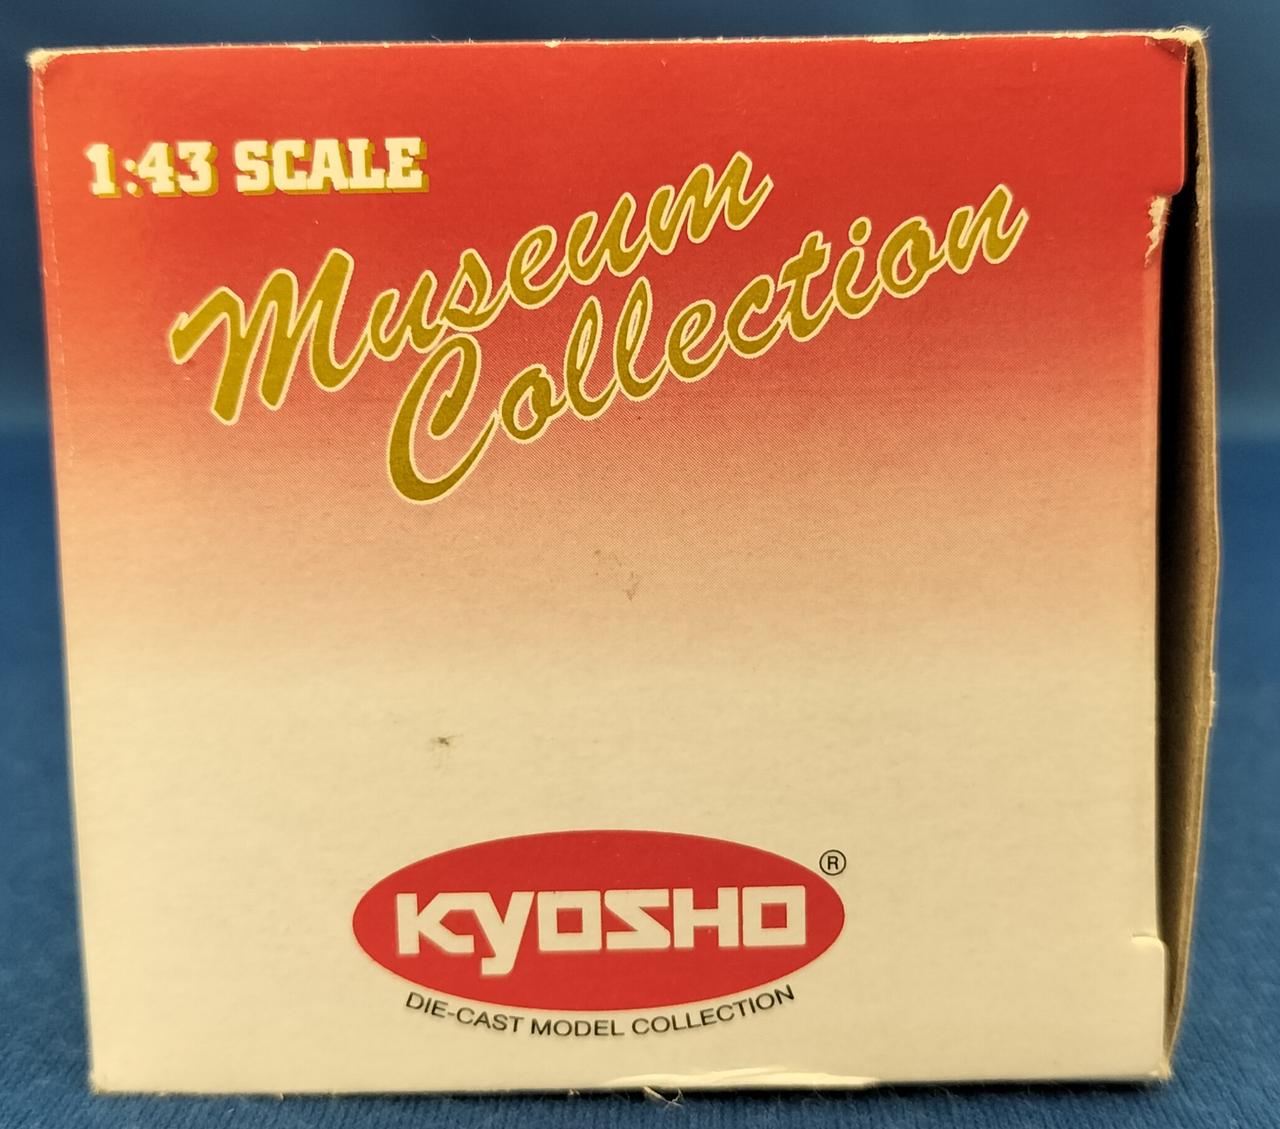 1:43 SCALE
Museum
Collection
KYOSHO ®
DIE-CAST MODEL COLLECTION